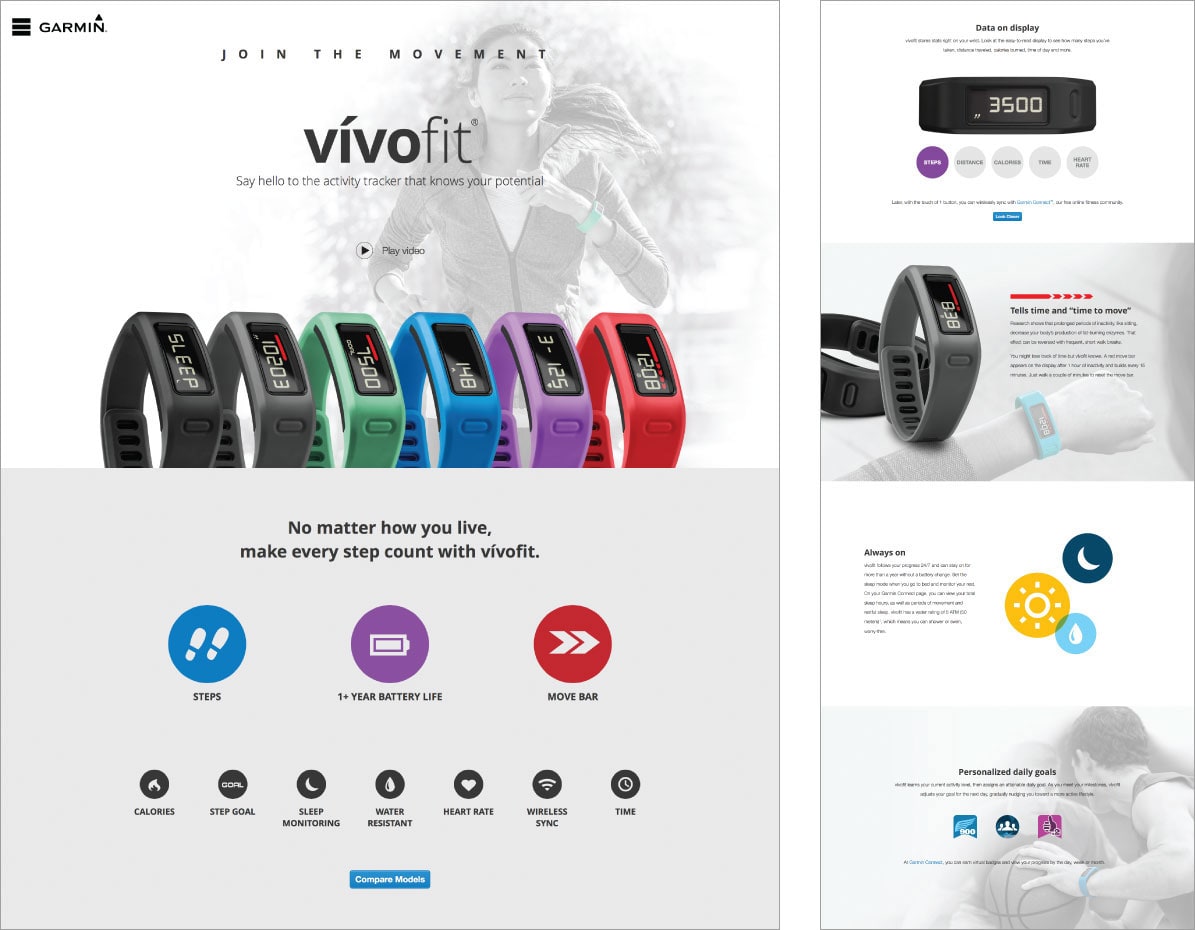 GARMIN.
JOIN THE MOVEMENT
vívofit®
Say hello to the activity tracker that knows your potential
Play video
SLEEP
10203
GOAL
7500
8:41
-3
12:5
12:08
No matter how you live,
make every step count with vívofit.
STEPS
1+ YEAR BATTERY LIFE
MOVE BAR
GOAL
CALORIES
STEP GOAL
SLEEP
MONITORING
WATER
RESISTANT
HEART RATE
WIRELESS
SYNC
TIME
Compare Models
Data on display
vívofit stores stats right on your wrist. Look at the easy-to-read display to see how many steps you've
taken, distance traveled, calories burned, time of day and more.
3500
STEPS
DISTANCE
CALORIES
TIME
HEART
RATE
Later, with the touch of 1 button, you can wirelessly sync with Garmin Connect™, our free online fitness community.
Look Closer
8:38
Tells time and “time to move”
Research shows that prolonged periods of inactivity, like sitting,
decrease your body's production of fat-burning enzymes. That
effect can be reversed with frequent, short walk breaks.
You might lose track of time but vívofit knows. A red move bar
appears on the display after 1 hour of inactivity and builds every 15
minutes. Just walk a couple of minutes to reset the move bar.
Always on
vívofit follows your progress 24/7 and can stay on for
more than a year without a battery change. Set the
sleep mode when you go to bed and monitor your rest.
On your Garmin Connect page, you can view your total
sleep hours, as well as periods of movement and
restful sleep. vívofit has a water rating of 5 ATM (50
meters)¹, which means you can shower or swim,
worry-free.
Personalized daily goals
vívofit learns your current activity level, then assigns an attainable daily goal. As you meet your milestones, vívofit
adjusts your goal for the next day, gradually nudging you toward a more active lifestyle.
900
At Garmin Connect, you can earn virtual badges and view your progress by the day, week or month.